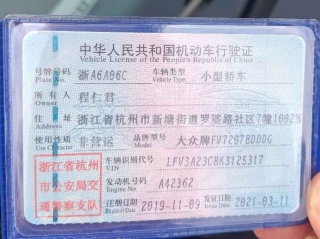 中华人民共和国机动车行驶证
Vehicle License of the People's Republic of China
号牌号码 浙A6A06C 车辆类型 小型轿车
Plate No. Vehicle Type
所有人 程仁君
Owner
住址 浙江省杭州市新塘街道罗婆路社区7幢1002室
使用性质 非营运 品牌型号 大众牌FV7207BDDDG
Use Character Model
浙江省杭州
市公安局交
通警察支队
车辆识别代号 LFV3A23C8K3125317
VIN
发动机号码 A42362
Engine No.
注册日期 2019-11-09 发证日期 2021-03-11
Register Date Issue Date